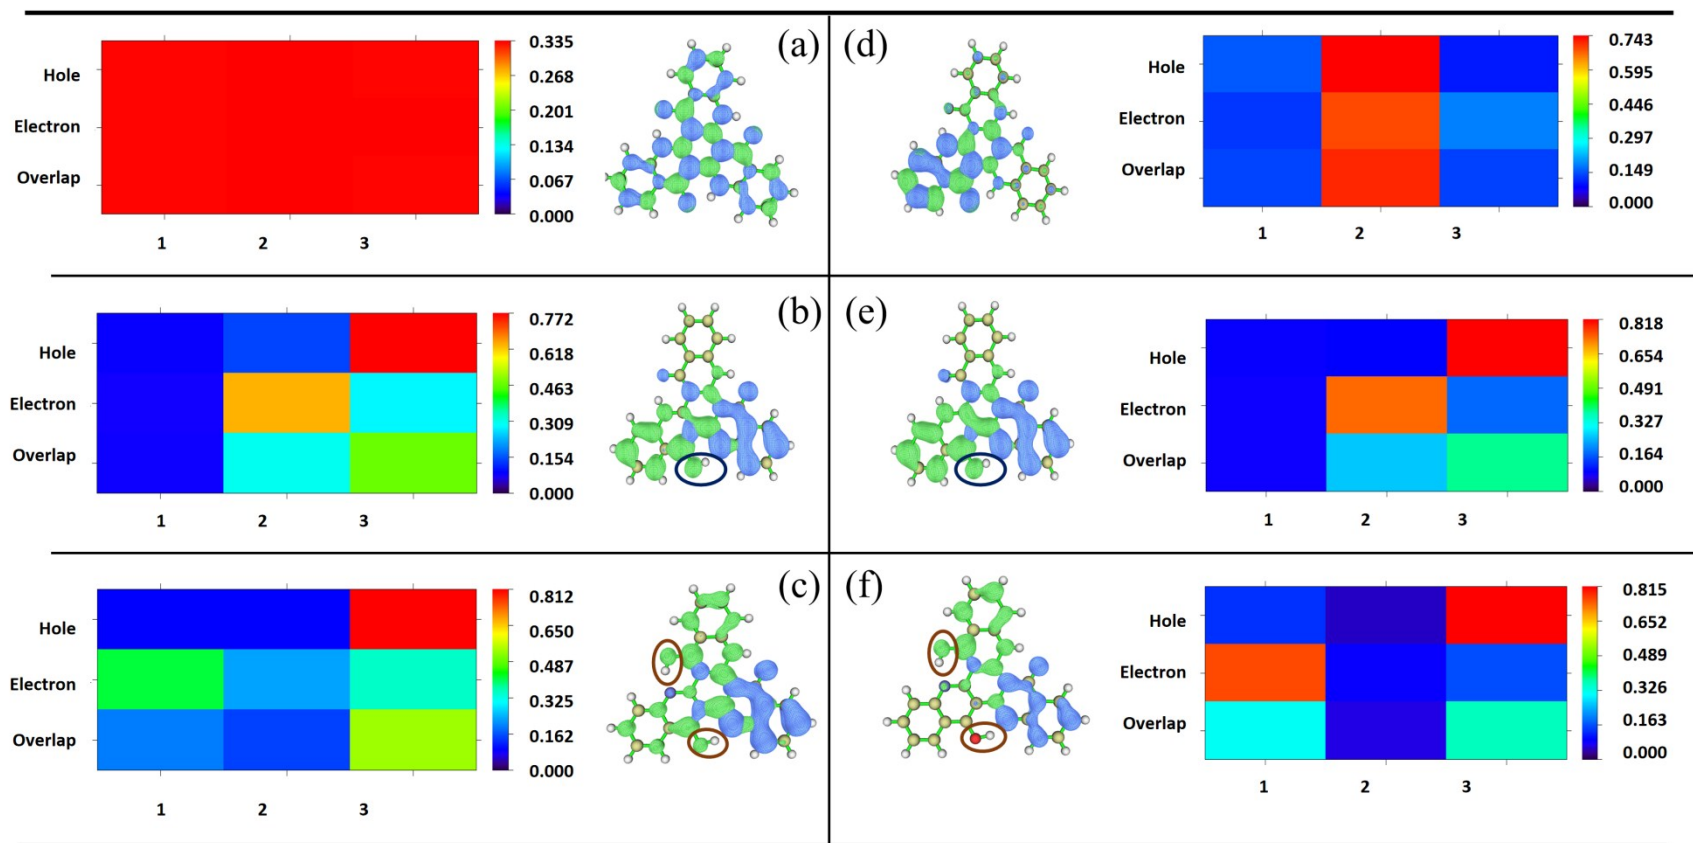 (a)
0.335
0.268
0.201
0.134
0.067
0.000
Hole
Electron
Overlap
1 2 3
(d)
0.743
0.595
0.446
0.297
0.149
0.000
Hole
Electron
Overlap
1 2 3
(b)
0.772
0.618
0.463
0.309
0.154
0.000
Hole
Electron
Overlap
1 2 3
(e)
0.818
0.654
0.491
0.327
0.164
0.000
Hole
Electron
Overlap
1 2 3
(c)
0.812
0.650
0.487
0.325
0.162
0.000
Hole
Electron
Overlap
1 2 3
(f)
0.815
0.652
0.489
0.326
0.163
0.000
Hole
Electron
Overlap
1 2 3